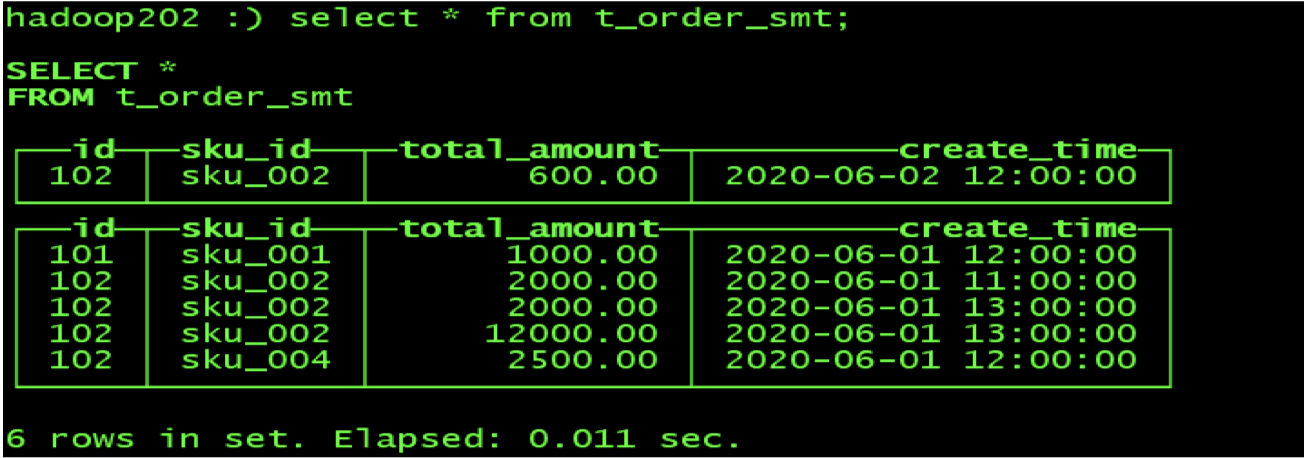 hadoop202 :) select * from t_order_smt;
SELECT *
FROM t_order_smt
id sku_id total_amount create_time
102 sku_002 600.00 2020-06-02 12:00:00
id sku_id total_amount create_time
101 sku_001 1000.00 2020-06-01 12:00:00
102 sku_002 2000.00 2020-06-01 11:00:00
102 sku_002 2000.00 2020-06-01 13:00:00
102 sku_002 12000.00 2020-06-01 13:00:00
102 sku_004 2500.00 2020-06-01 12:00:00
6 rows in set. Elapsed: 0.011 sec.